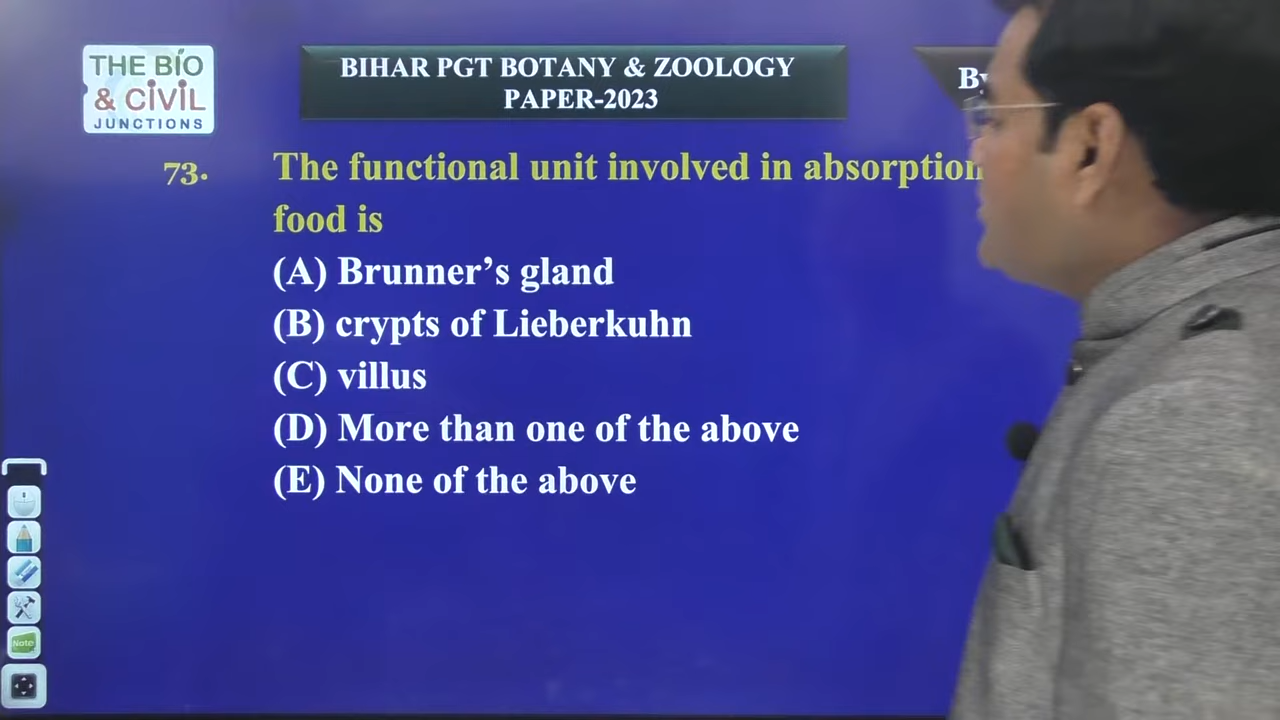 THE BIO
& CIVIL
JUNCTIONS
BIHAR PGT BOTANY & ZOOLOGY
PAPER-2023
By
73. The functional unit involved in absorption
food is
(A) Brunner’s gland
(B) crypts of Lieberkuhn
(C) villus
(D) More than one of the above
(E) None of the above
Note